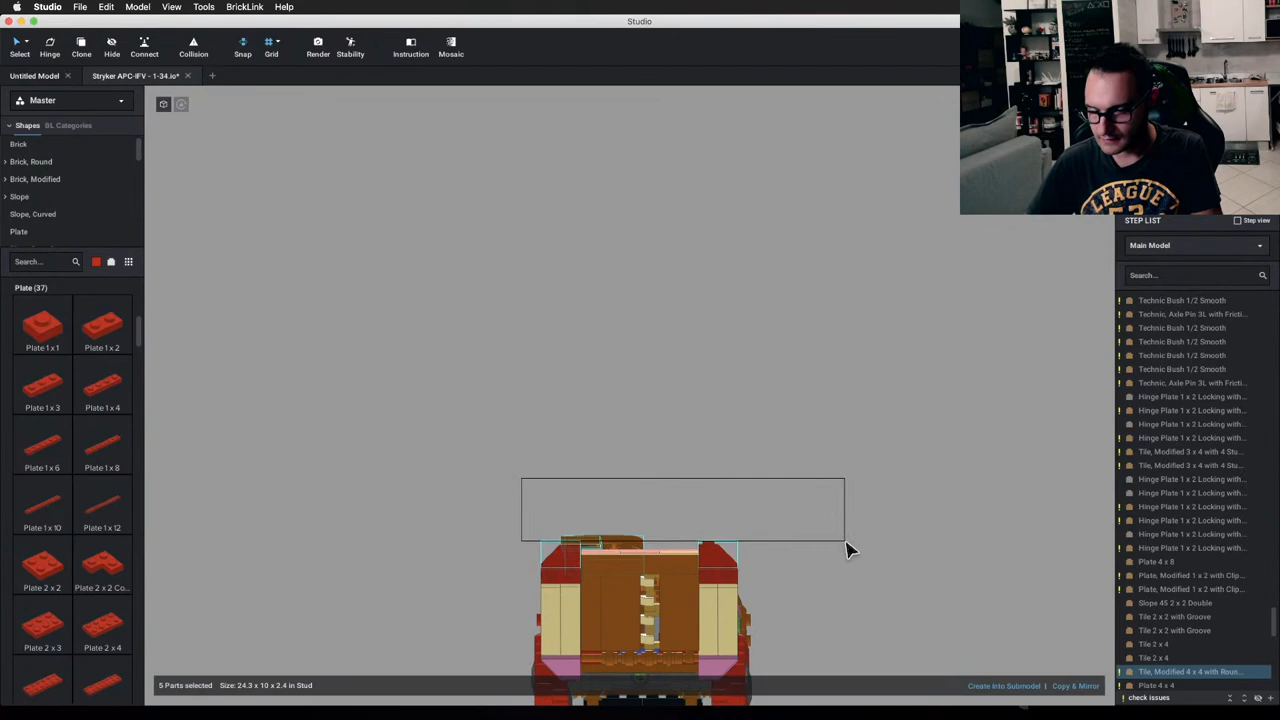 Studio File Edit Model View Tools BrickLink Help
Studio
Select Hinge Clone Hide Connect Collision Snap Grid Render Stability Instruction Mosaic
Untitled Model Stryker APC-IFV - 1-34.io*
Master
Shapes BL Categories
Brick
Brick, Round
Brick, Modified
Slope
Slope, Curved
Plate
Search...
Plate (37)
Plate 1 x 1 Plate 1 x 2
Plate 1 x 3 Plate 1 x 4
Plate 1 x 6 Plate 1 x 8
Plate 1 x 10 Plate 1 x 12
Plate 2 x 2 Plate 2 x 2 Co...
Plate 2 x 3 Plate 2 x 4
5 Parts selected Size: 24.3 x 10 x 2.4 in Stud
Create Into Submodel | Copy & Mirror
LEAGUE
STEP LIST Step view
Main Model
Search...
Technic Bush 1/2 Smooth
Technic, Axle Pin 3L with Fricti...
Technic Bush 1/2 Smooth
Technic Bush 1/2 Smooth
Technic Bush 1/2 Smooth
Technic Bush 1/2 Smooth
Technic, Axle Pin 3L with Fricti...
Hinge Plate 1 x 2 Locking with...
Hinge Plate 1 x 2 Locking with...
Hinge Plate 1 x 2 Locking with...
Hinge Plate 1 x 2 Locking with...
Tile, Modified 3 x 4 with 4 Stu...
Tile, Modified 3 x 4 with 4 Stu...
Hinge Plate 1 x 2 Locking with...
Hinge Plate 1 x 2 Locking with...
Hinge Plate 1 x 2 Locking with...
Hinge Plate 1 x 2 Locking with...
Hinge Plate 1 x 2 Locking with...
Hinge Plate 1 x 2 Locking with...
Plate 4 x 8
Plate, Modified 1 x 2 with Clip...
Plate, Modified 1 x 2 with Clip...
Slope 45 2 x 2 Double
Tile 2 x 2 with Groove
Tile 2 x 2 with Groove
Tile 2 x 4
Tile 2 x 4
Tile, Modified 4 x 4 with Roun...
Plate 4 x 4
check issues